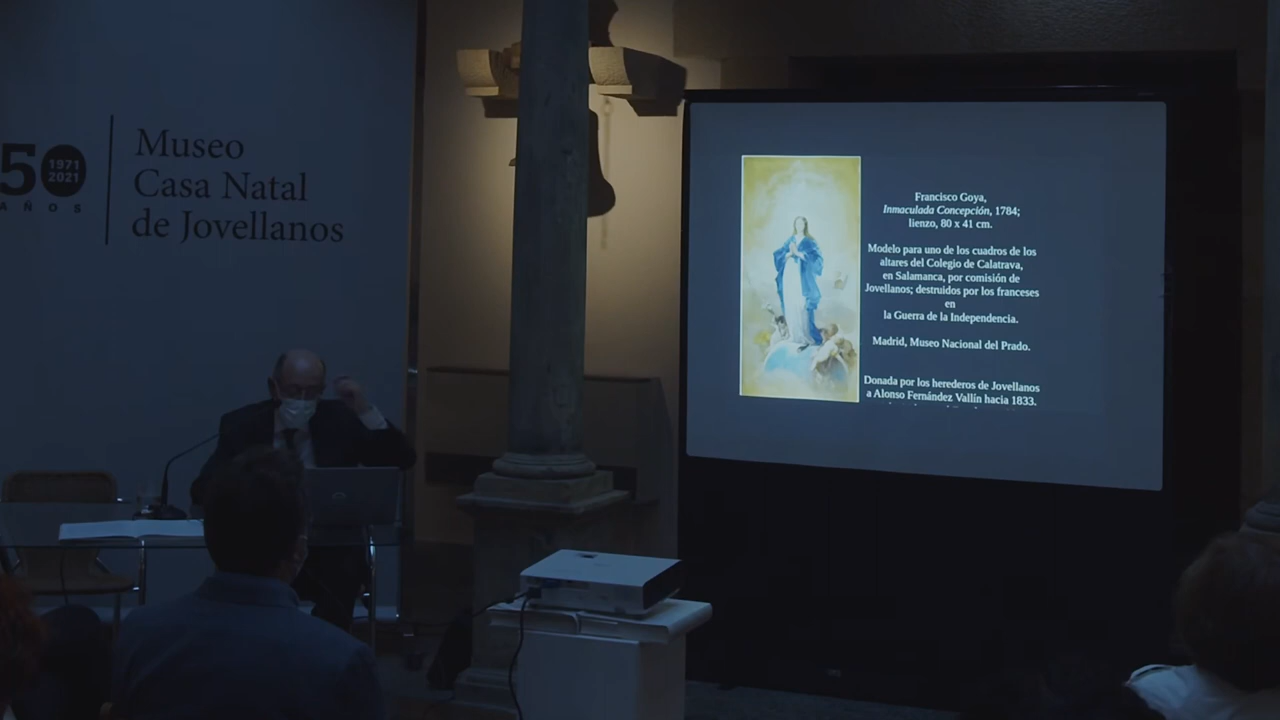 50
1971
2021
AÑOS
Museo
Casa Natal
de Jovellanos
Francisco Goya,
Inmaculada Concepción, 1784;
lienzo, 80 x 41 cm.
Modelo para uno de los cuadros de los
altares del Colegio de Calatrava,
en Salamanca, por comisión de
Jovellanos; destruidos por los franceses
en
la Guerra de la Independencia.
Madrid, Museo Nacional del Prado.
Donada por los herederos de Jovellanos
a Alonso Fernández Vallín hacia 1833.